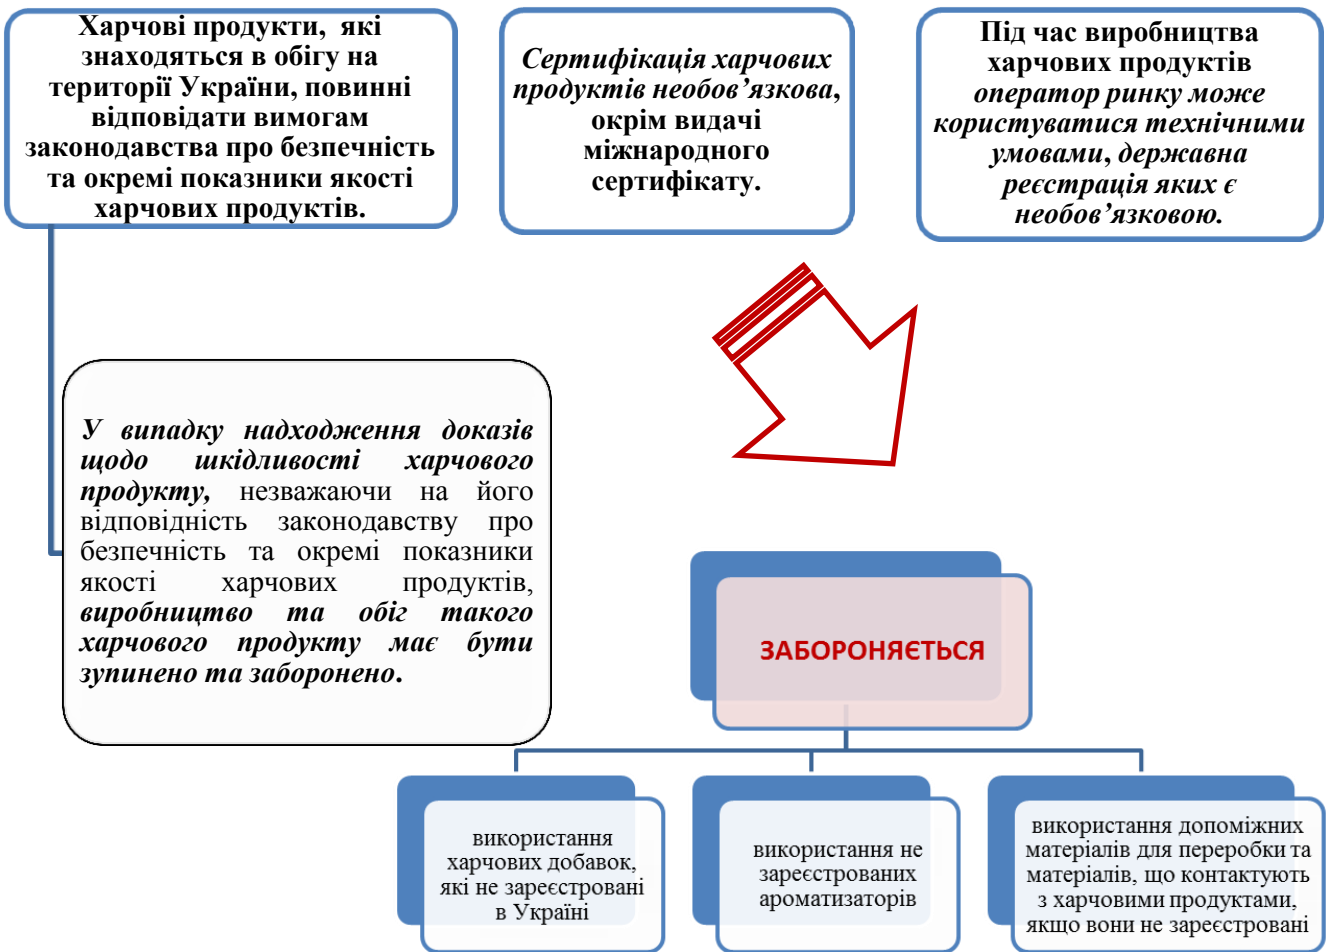 Харчові продукти, які
знаходяться в обігу на
території України, повинні
відповідати вимогам
законодавства про безпечність
та окремі показники якості
харчових продуктів.
Сертифікація харчових
продуктів необов’язкова,
окрім видачі
міжнародного
сертифікату.
Під час виробництва
харчових продуктів
оператор ринку може
користуватися технічними
умовами, державна
реєстрація яких є
необов’язковою.
У випадку надходження доказів
щодо шкідливості харчового
продукту, незважаючи на його
відповідність законодавству про
безпечність та окремі показники
якості харчових продуктів,
виробництво та обіг такого
харчового продукту має бути
зупинено та заборонено.
ЗАБОРОНЯЄТЬСЯ
використання
харчових добавок,
які не зареєстровані
в Україні
використання не
зареєстрованих
ароматизаторів
використання допоміжних
матеріалів для переробки та
матеріалів, що контактують
з харчовими продуктами,
якщо вони не зареєстровані